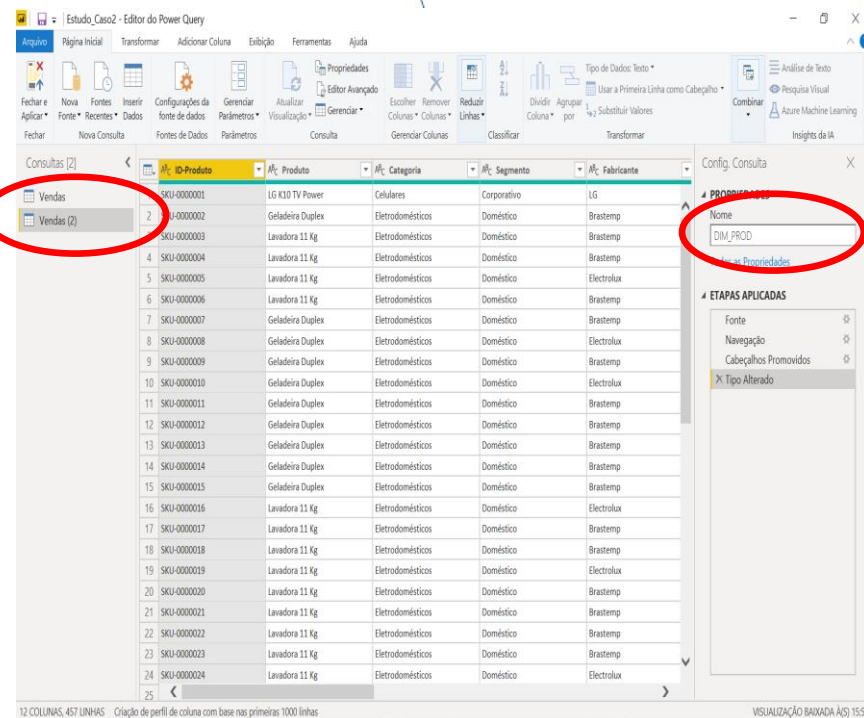 Estudo_Caso2 - Editor do Power Query
Arquivo Página Inicial Transformar Adicionar Coluna Exibição Ferramentas Ajuda
Fechar e Aplicar
Nova Fonte
Fontes Recentes
Inserir Dados
Configurações da fonte de dados
Gerenciar Parâmetros
Atualizar Visualização
Propriedades
Editor Avançado
Gerenciar
Escolher Colunas
Remover Colunas
Reduzir Linhas
Dividir Coluna
Agrupar por
Tipo de Dados: Texto
Usar a Primeira Linha como Cabeçalho
Substituir Valores
Combinar
Análise de Texto
Pesquisa Visual
Azure Machine Learning
Fechar Nova Consulta Fontes de Dados Parâmetros Consulta Gerenciar Colunas Classificar Transformar Insights da IA
Consultas [2]
Vendas
Vendas (2)
ID-Produto Produto Categoria Segmento Fabricante
SKU-0000001 LG K10 TV Power Celulares Corporativo LG
2 SKU-0000002 Geladeira Duplex Eletrodomésticos Doméstico Brastemp
3 SKU-0000003 Lavadora 11 Kg Eletrodomésticos Doméstico Brastemp
4 SKU-0000004 Lavadora 11 Kg Eletrodomésticos Doméstico Brastemp
5 SKU-0000005 Lavadora 11 Kg Eletrodomésticos Doméstico Electrolux
6 SKU-0000006 Lavadora 11 Kg Eletrodomésticos Doméstico Brastemp
7 SKU-0000007 Geladeira Duplex Eletrodomésticos Doméstico Brastemp
8 SKU-0000008 Geladeira Duplex Eletrodomésticos Doméstico Electrolux
9 SKU-0000009 Geladeira Duplex Eletrodomésticos Doméstico Brastemp
10 SKU-0000010 Geladeira Duplex Eletrodomésticos Doméstico Electrolux
11 SKU-0000011 Geladeira Duplex Eletrodomésticos Doméstico Brastemp
12 SKU-0000012 Geladeira Duplex Eletrodomésticos Doméstico Brastemp
13 SKU-0000013 Geladeira Duplex Eletrodomésticos Doméstico Brastemp
14 SKU-0000014 Geladeira Duplex Eletrodomésticos Doméstico Brastemp
15 SKU-0000015 Geladeira Duplex Eletrodomésticos Doméstico Brastemp
16 SKU-0000016 Lavadora 11 Kg Eletrodomésticos Doméstico Electrolux
17 SKU-0000017 Lavadora 11 Kg Eletrodomésticos Doméstico Brastemp
18 SKU-0000018 Lavadora 11 Kg Eletrodomésticos Doméstico Brastemp
19 SKU-0000019 Lavadora 11 Kg Eletrodomésticos Doméstico Electrolux
20 SKU-0000020 Lavadora 11 Kg Eletrodomésticos Doméstico Brastemp
21 SKU-0000021 Lavadora 11 Kg Eletrodomésticos Doméstico Brastemp
22 SKU-0000022 Lavadora 11 Kg Eletrodomésticos Doméstico Brastemp
23 SKU-0000023 Lavadora 11 Kg Eletrodomésticos Doméstico Brastemp
24 SKU-0000024 Lavadora 11 Kg Eletrodomésticos Doméstico Electrolux
25
Config. Consulta
PROPRIEDADES
Nome
DIM_PROD
as Propriedades
ETAPAS APLICADAS
Fonte
Navegação
Cabeçalhos Promovidos
Tipo Alterado
12 COLUNAS, 457 LINHAS Criação de perfil de coluna com base nas primeiras 1000 linhas VISUALIZAÇÃO BAIXADA À(S)